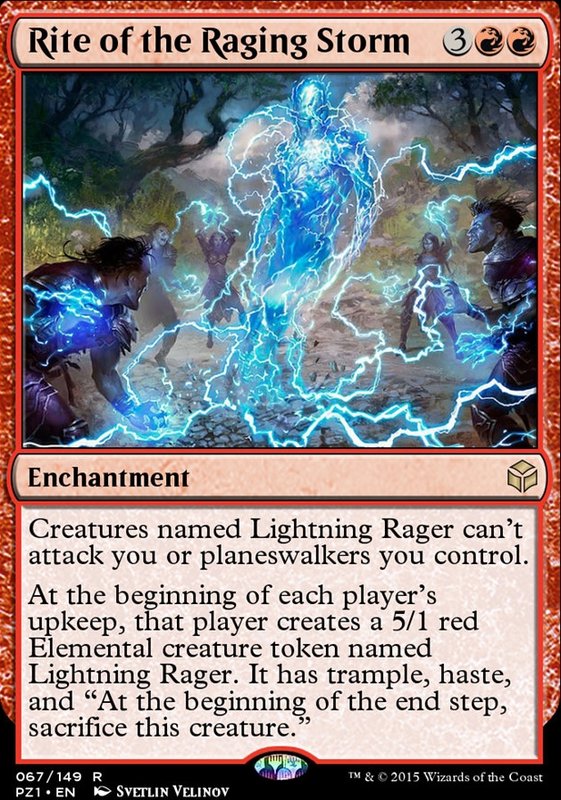 Rite of the Raging Storm 3
Enchantment
Creatures named Lightning Rager can't
attack you or planeswalkers you control.
At the beginning of each player's
upkeep, that player creates a 5/1 red
Elemental creature token named
Lightning Rager. It has trample, haste,
and “At the beginning of the end step,
sacrifice this creature.”
067/149 R
PZ1 • EN Svetlin Velinov
™ & © 2015 Wizards of the Coast